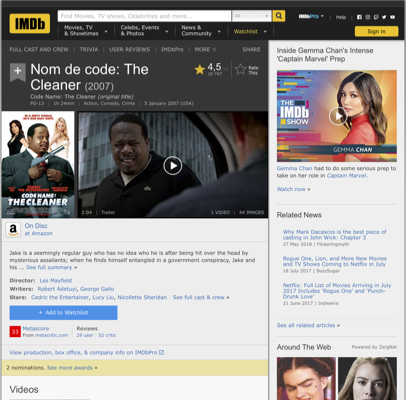 IMDb
Find Movies, TV shows, Celebrities and more...
All
Movies, TV
& Showtimes
Celebs, Events
& Photos
News &
Community
Watchlist
IMDbPro
Help
Sign in
FULL CAST AND CREW | TRIVIA | USER REVIEWS | IMDbPro | MORE
SHARE
Nom de code: The
Cleaner (2007)
Code Name: The Cleaner (original title)
PG-12 | 1h 24min | Action, Comedy, Crime | 5 January 2007 (USA)
4,5
Rate
This
CEDRIC THE ENTERTAINER
CODE NAME:
THE CLEANER
2:04 | Trailer
1 VIDEO | 44 IMAGES
On Disc
at Amazon
Jake is a seemingly regular guy who has no idea who he is after being hit over the head by
mysterious assailants; when he finds himself entangled in a government conspiracy, Jake and
his ... See full summary »
Director: Les Mayfield
Writers: Robert Adetuyi, George Gallo
Stars: Cedric the Entertainer, Lucy Liu, Nicollette Sheridan | See full cast & crew »
+ Add to Watchlist
33
Metascore
From metacritic.com
Reviews
29 user | 52 critic
View production, box office, & company info on IMDbPro
2 nominations. See more awards »
Videos
Inside Gemma Chan's Intense
'Captain Marvel' Prep
THE
IMDb
SHOW
GEMMA CHAN
Gemma Chan had to do some serious prep to
take on her role in Captain Marvel.
Watch now »
Related News
Why Mark Dacascos is the best piece of
casting in John Wick: Chapter 3
27 May 2018 | Flickeringmyth
Rogue One, Lion, and More New Movies
and TV Shows Coming to Netflix in July
18 July 2017 | BuzzSugar
Netflix: Full List of Movies Arriving in July
2017 Includes 'Rogue One' and 'Punch-
Drunk Love'
21 June 2017 | Indiewire
See all related articles »
Around The Web
Powered by ZergNet